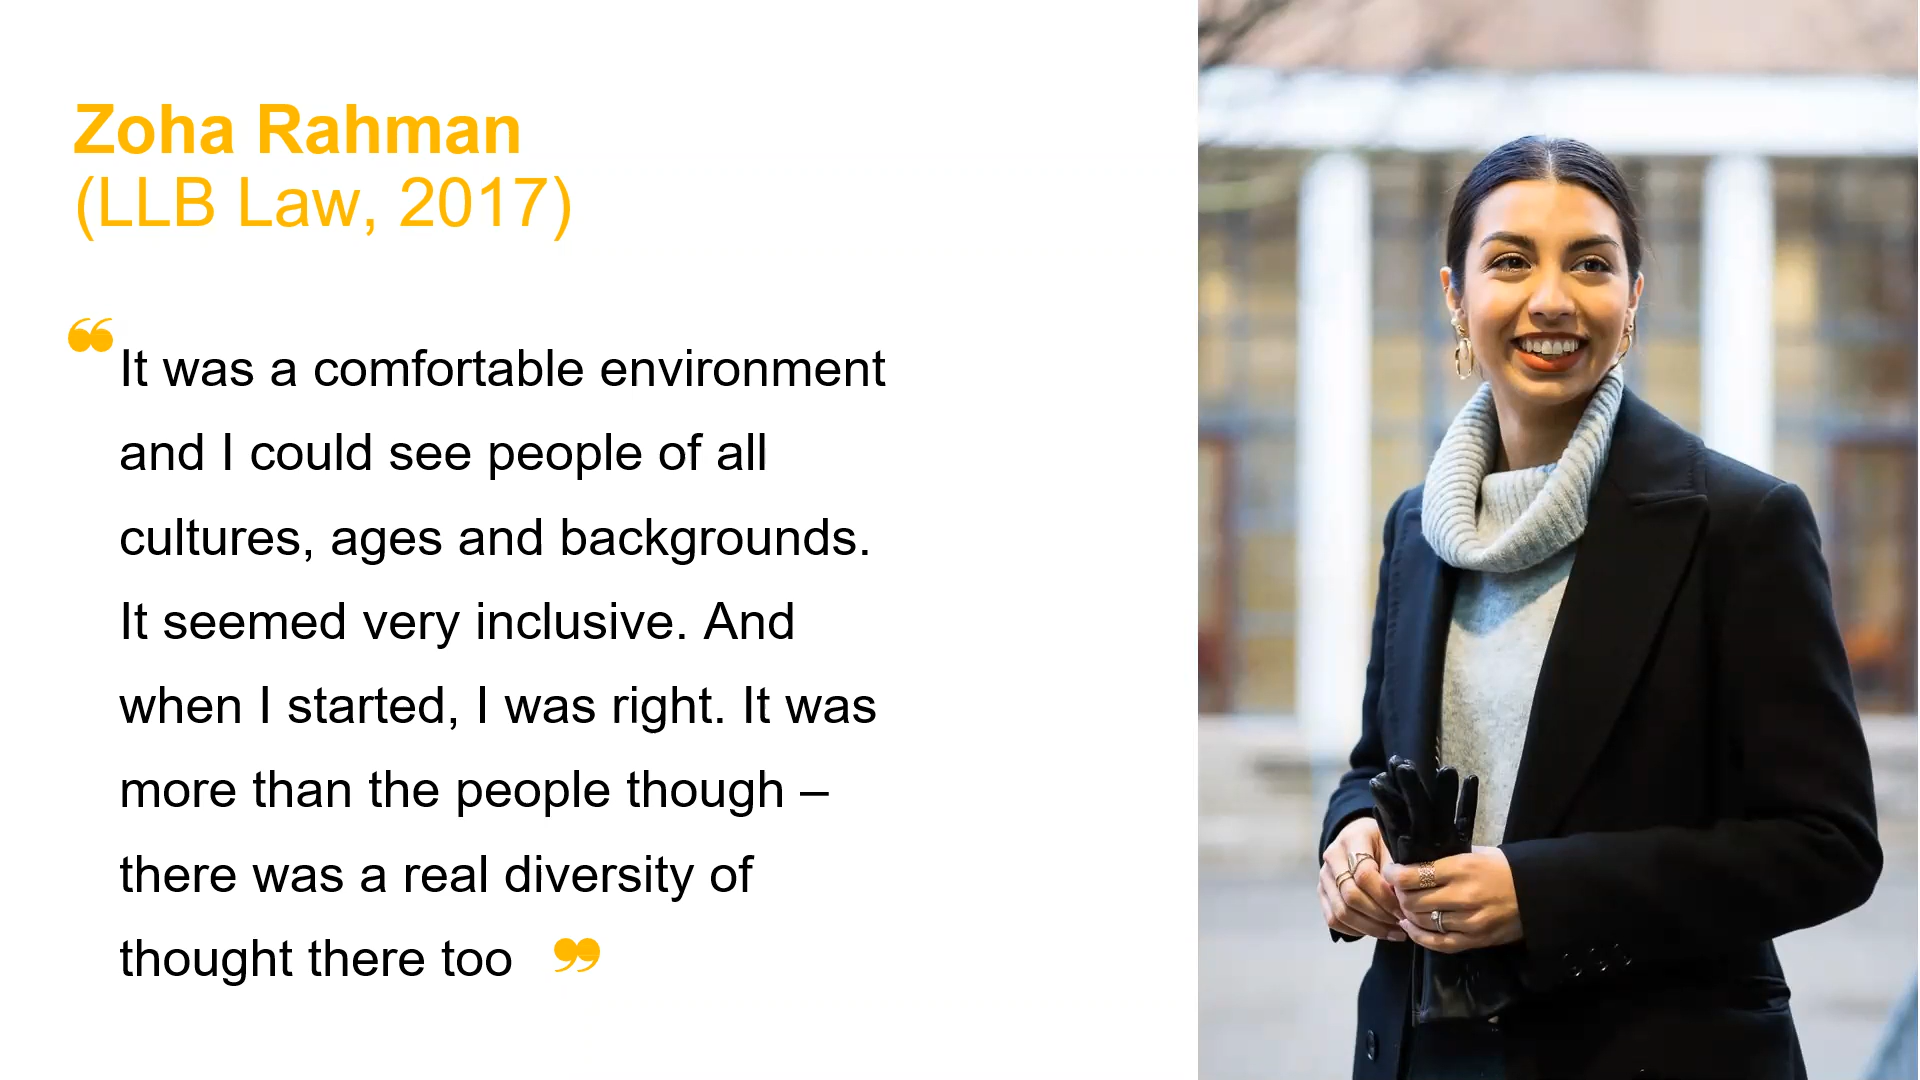 Zoha Rahman
(LLB Law, 2017)
❝It was a comfortable environment
and I could see people of all
cultures, ages and backgrounds.
It seemed very inclusive. And
when I started, I was right. It was
more than the people though –
there was a real diversity of
thought there too ❞